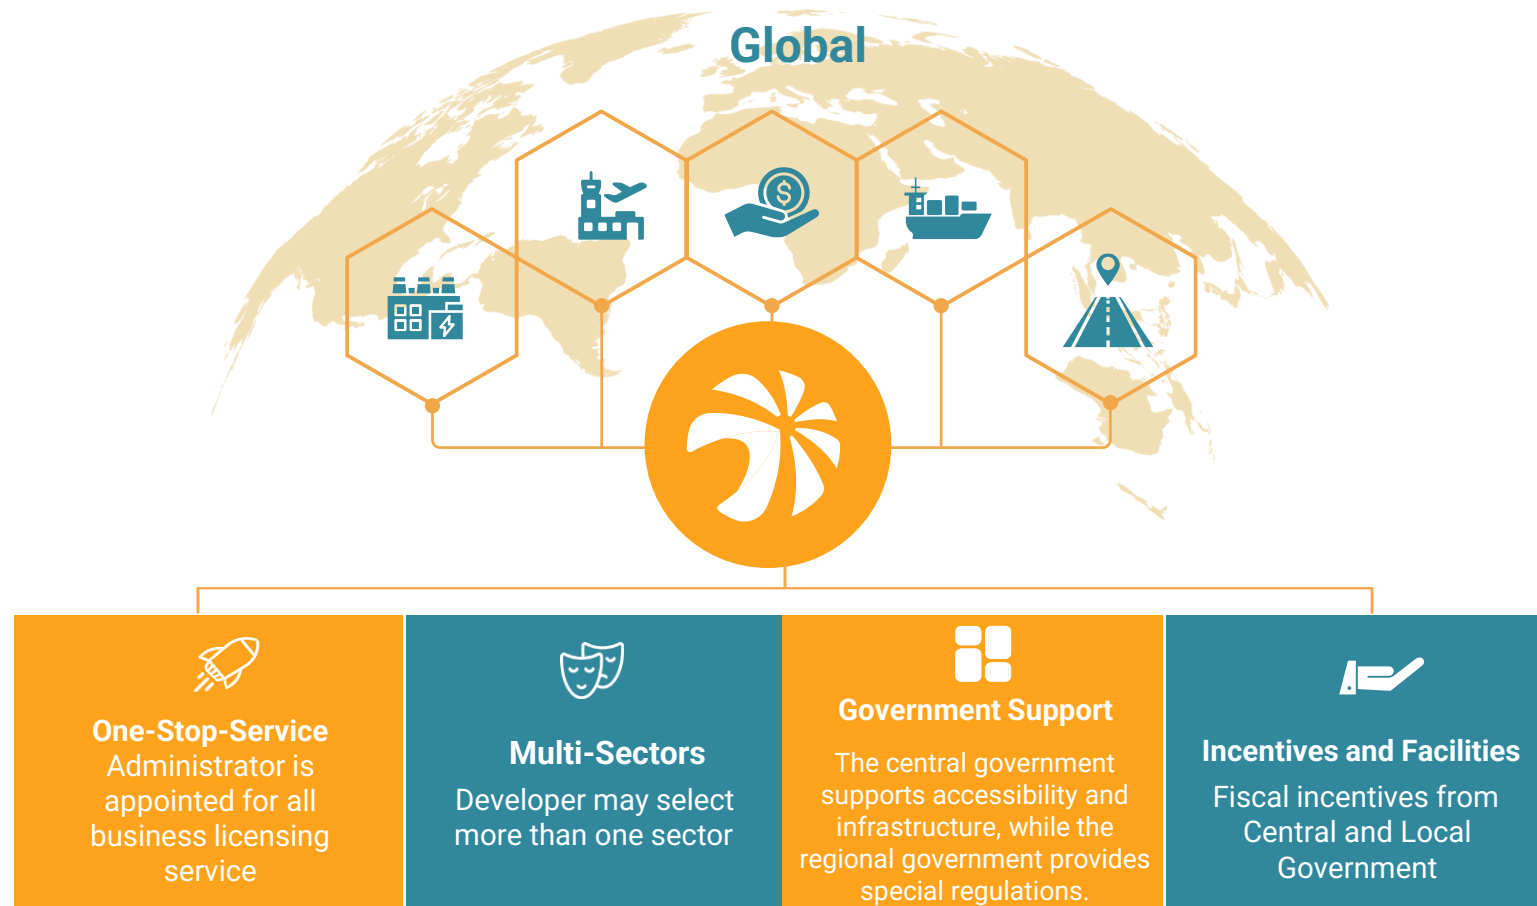 Global
One-Stop-Service
Administrator is
appointed for all
business licensing
service
Multi-Sectors
Developer may select
more than one sector
Government Support
The central government
supports accessibility and
infrastructure, while the
regional government provides
special regulations.
Incentives and Facilities
Fiscal incentives from
Central and Local
Government